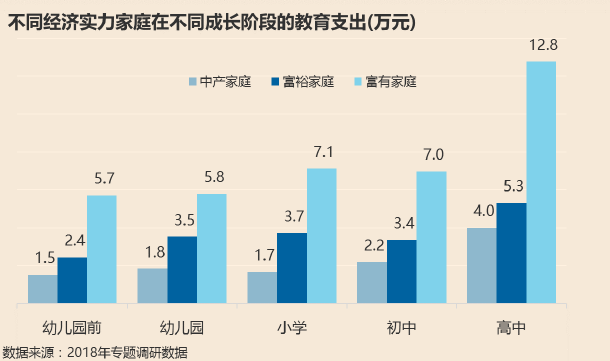 不同经济实力家庭在不同成长阶段的教育支出(万元)
中产家庭 富裕家庭 富有家庭
1.5 2.4 5.7 1.8 3.5 5.8 1.7 3.7 7.1 2.2 3.4 7.0 4.0 5.3 12.8
幼儿园前 幼儿园 小学 初中 高中
数据来源：2018年专题调研数据